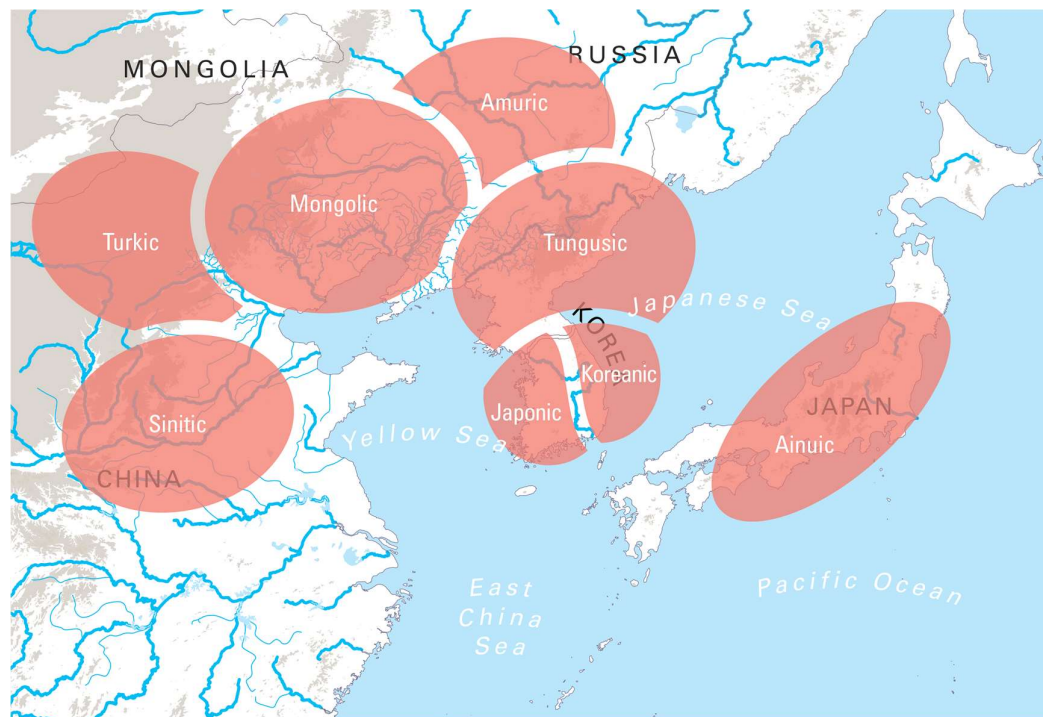 MONGOLIA
RUSSIA
Amuric
Mongolic
Turkic
Tungusic
Japanese Sea
KOREA
Koreanic
Japonic
Sinitic
Yellow Sea
JAPAN
Ainuic
CHINA
East
China
Sea
Pacific Ocean